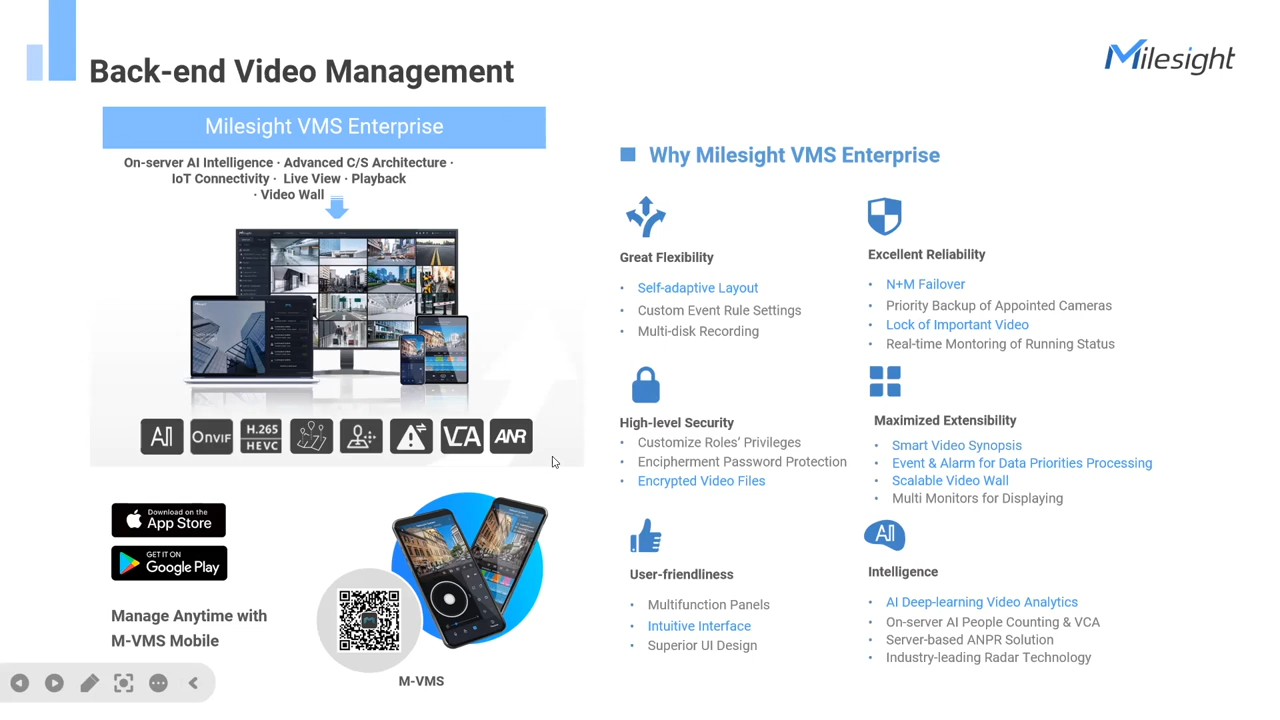 Back-end Video Management
Milesight
Milesight VMS Enterprise
On-server AI Intelligence · Advanced C/S Architecture ·
IoT Connectivity · Live View · Playback
· Video Wall
AI
ONVIF
H.265
HEVC
VCA
ANR
Download on the
App Store
GET IT ON
Google Play
Manage Anytime with
M-VMS Mobile
M-VMS
Why Milesight VMS Enterprise
Great Flexibility
• Self-adaptive Layout
• Custom Event Rule Settings
• Multi-disk Recording
Excellent Reliability
• N+M Failover
• Priority Backup of Appointed Cameras
• Lock of Important Video
• Real-time Montoring of Running Status
High-level Security
• Customize Roles' Privileges
• Encipherment Password Protection
• Encrypted Video Files
Maximized Extensibility
• Smart Video Synopsis
• Event & Alarm for Data Priorities Processing
• Scalable Video Wall
• Multi Monitors for Displaying
User-friendliness
• Multifunction Panels
• Intuitive Interface
• Superior UI Design
AI
Intelligence
• AI Deep-learning Video Analytics
• On-server AI People Counting & VCA
• Server-based ANPR Solution
• Industry-leading Radar Technology